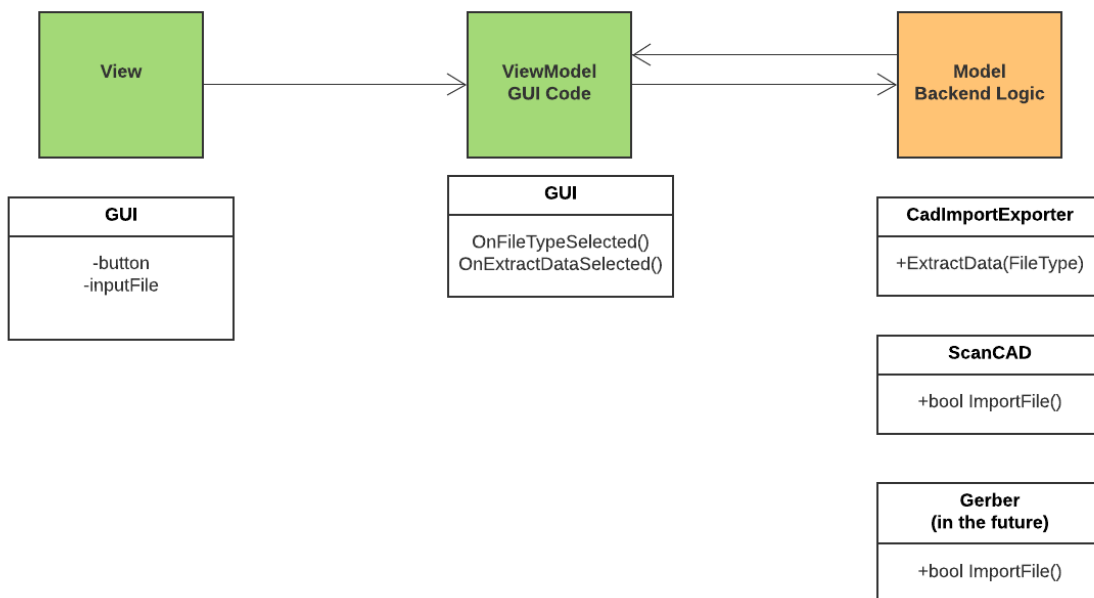 View
ViewModel
GUI Code
Model
Backend Logic
GUI
-button
-inputFile
GUI
OnFileTypeSelected()
OnExtractDataSelected()
CadImportExporter
+ExtractData(FileType)
ScanCAD
+bool ImportFile()
Gerber
(in the future)
+bool ImportFile()